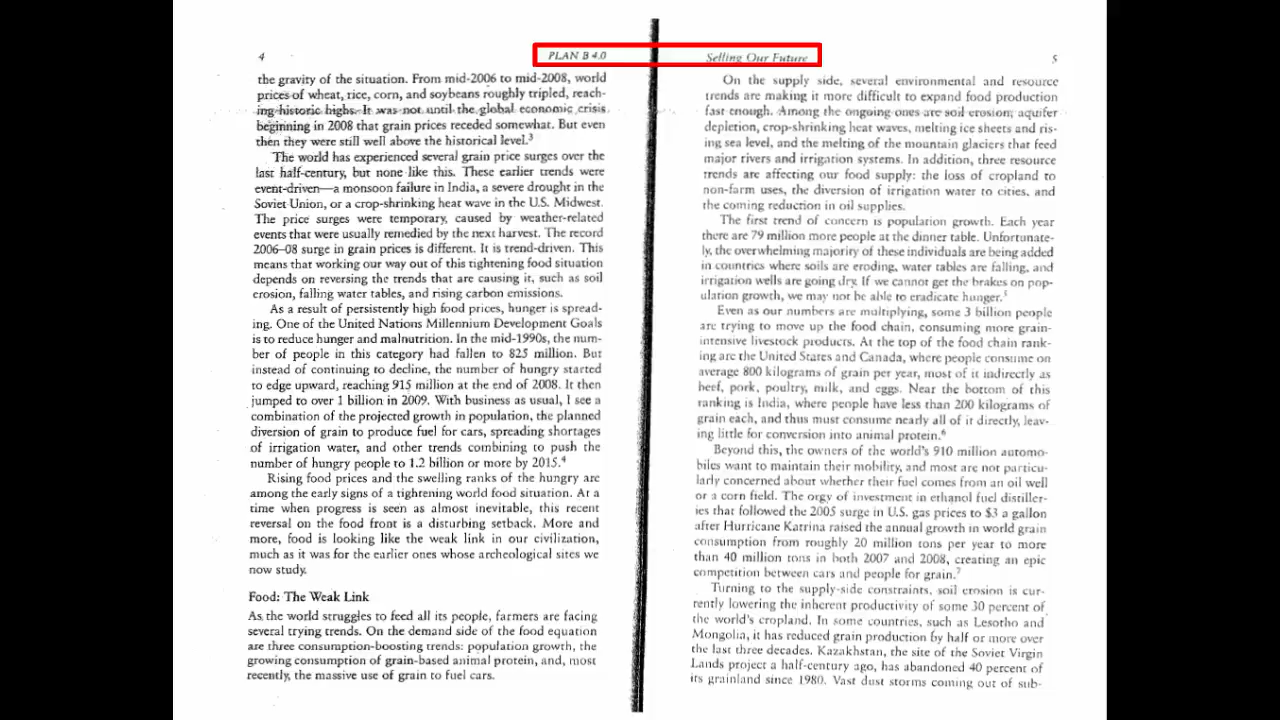 4
PLAN B 4.0
the gravity of the situation. From mid-2006 to mid-2008, world
prices of wheat, rice, corn, and soybeans roughly tripled, reach-
ing historic highs. It was not until the global economic crisis
beginning in 2008 that grain prices receded somewhat. But even
then they were still well above the historical level.³
The world has experienced several grain price surges over the
last half-century, but none like this. These earlier trends were
event-driven—a monsoon failure in India, a severe drought in the
Soviet Union, or a crop-shrinking heat wave in the U.S. Midwest.
The price surges were temporary, caused by weather-related
events that were usually remedied by the next harvest. The record
2006–08 surge in grain prices is different. It is trend-driven. This
means that working our way out of this tightening food situation
depends on reversing the trends that are causing it, such as soil
erosion, falling water tables, and rising carbon emissions.
As a result of persistently high food prices, hunger is spread-
ing. One of the United Nations Millennium Development Goals
is to reduce hunger and malnutrition. In the mid-1990s, the num-
ber of people in this category had fallen to 825 million. But
instead of continuing to decline, the number of hungry started
to edge upward, reaching 915 million at the end of 2008. It then
jumped to over 1 billion in 2009. With business as usual, I see a
combination of the projected growth in population, the planned
diversion of grain to produce fuel for cars, spreading shortages
of irrigation water, and other trends combining to push the
number of hungry people to 1.2 billion or more by 2015.⁴
Rising food prices and the swelling ranks of the hungry are
among the early signs of a tightening world food situation. At a
time when progress is seen as almost inevitable, this recent
reversal on the food front is a disturbing setback. More and
more, food is looking like the weak link in our civilization,
much as it was for the earlier ones whose archeological sites we
now study.
Food: The Weak Link
As the world struggles to feed all its people, farmers are facing
several trying trends. On the demand side of the food equation
are three consumption-boosting trends: population growth, the
growing consumption of grain-based animal protein, and, most
recently, the massive use of grain to fuel cars.
Selling Our Future
5
On the supply side, several environmental and resource
trends are making it more difficult to expand food production
fast enough. Among the ongoing ones are soil erosion, aquifer
depletion, crop-shrinking heat waves, melting ice sheets and ris-
ing sea level, and the melting of the mountain glaciers that feed
major rivers and irrigation systems. In addition, three resource
trends are affecting our food supply: the loss of cropland to
non-farm uses, the diversion of irrigation water to cities, and
the coming reduction in oil supplies.
The first trend of concern is population growth. Each year
there are 79 million more people at the dinner table. Unfortunate-
ly, the overwhelming majority of these individuals are being added
in countries where soils are eroding, water tables are falling, and
irrigation wells are going dry. If we cannot get the brakes on pop-
ulation growth, we may not be able to eradicate hunger.⁵
Even as our numbers are multiplying, some 3 billion people
are trying to move up the food chain, consuming more grain-
intensive livestock products. At the top of the food chain rank-
ing are the United States and Canada, where people consume on
average 800 kilograms of grain per year, most of it indirectly as
beef, pork, poultry, milk, and eggs. Near the bottom of this
ranking is India, where people have less than 200 kilograms of
grain each, and thus must consume nearly all of it directly, leav-
ing little for conversion into animal protein.⁶
Beyond this, the owners of the world's 910 million automo-
biles want to maintain their mobility, and most are not particu-
larly concerned about whether their fuel comes from an oil well
or a corn field. The orgy of investment in ethanol fuel distiller-
ies that followed the 2005 surge in U.S. gas prices to $3 a gallon
after Hurricane Katrina raised the annual growth in world grain
consumption from roughly 20 million tons per year to more
than 40 million tons in both 2007 and 2008, creating an epic
competition between cars and people for grain.⁷
Turning to the supply-side constraints, soil erosion is cur-
rently lowering the inherent productivity of some 30 percent of
the world's cropland. In some countries, such as Lesotho and
Mongolia, it has reduced grain production by half or more over
the last three decades. Kazakhstan, the site of the Soviet Virgin
Lands project a half-century ago, has abandoned 40 percent of
its grainland since 1980. Vast dust storms coming out of sub-